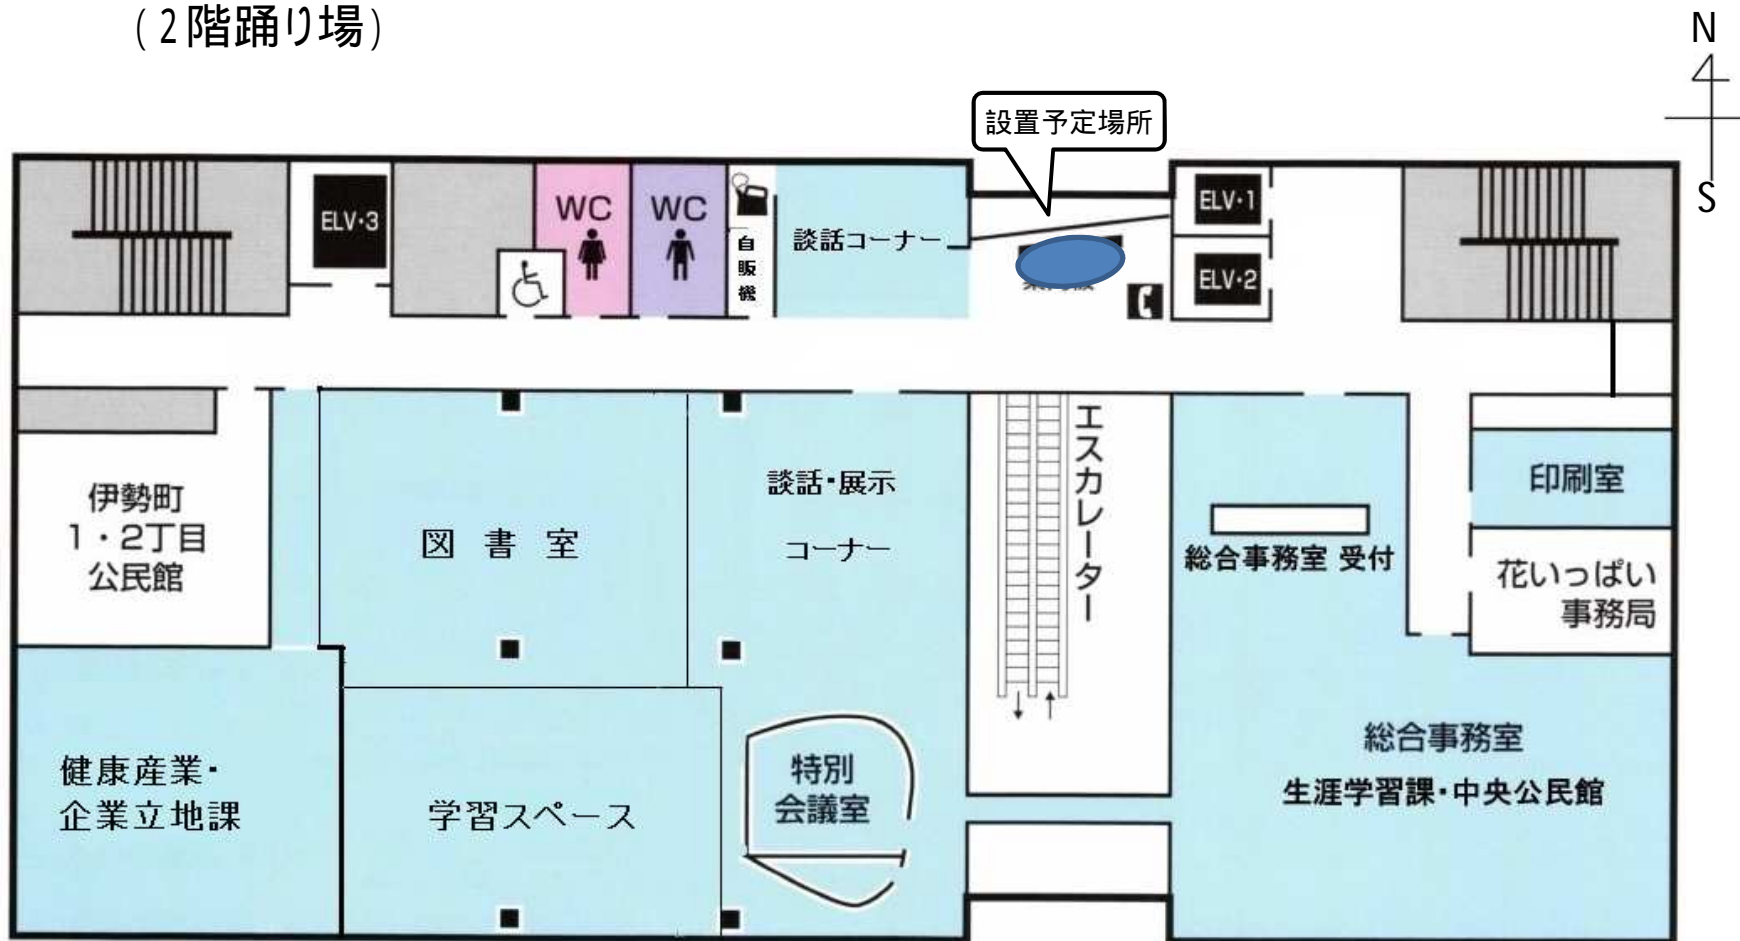 (2階踊り場)
N
S
設置予定場所
ELV・3
WC
WC
自
販
機
談話コーナー
ELV・1
ELV・2
伊勢町
1・2丁目
公民館
図書室
談話・展示
コーナー
エスカレーター
総合事務室 受付
印刷室
花いっぱい
事務局
健康産業・
企業立地課
学習スペース
特別
会議室
総合事務室
生涯学習課・中央公民館